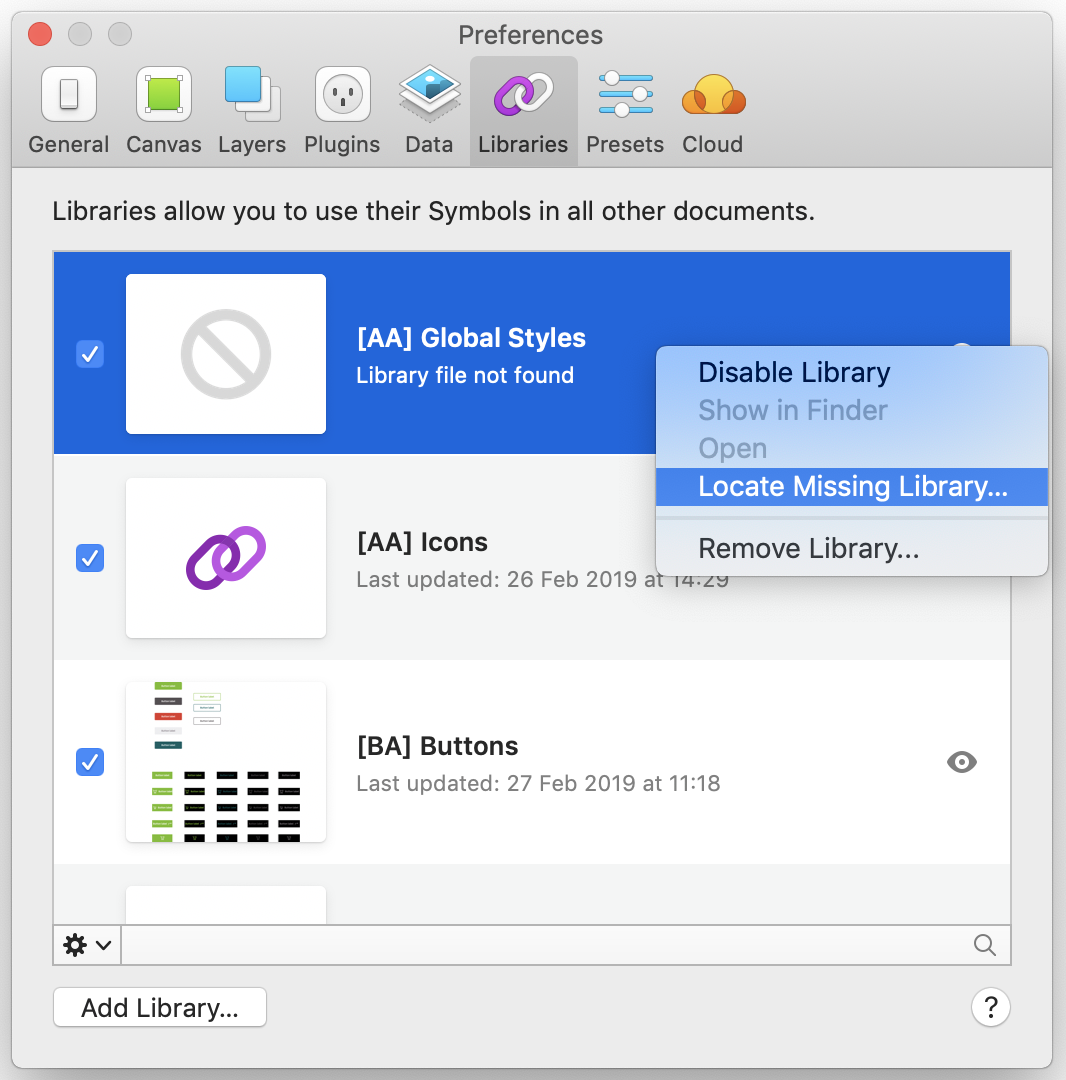 Preferences
General
Canvas
Layers
Plugins
Data
Libraries
Presets
Cloud
Libraries allow you to use their Symbols in all other documents.
[AA] Global Styles
Library file not found
Disable Library
Show in Finder
Open
Locate Missing Library...
Remove Library...
[AA] Icons
Last updated: 26 Feb 2019 at 14:29
[BA] Buttons
Last updated: 27 Feb 2019 at 11:18
Add Library...
?